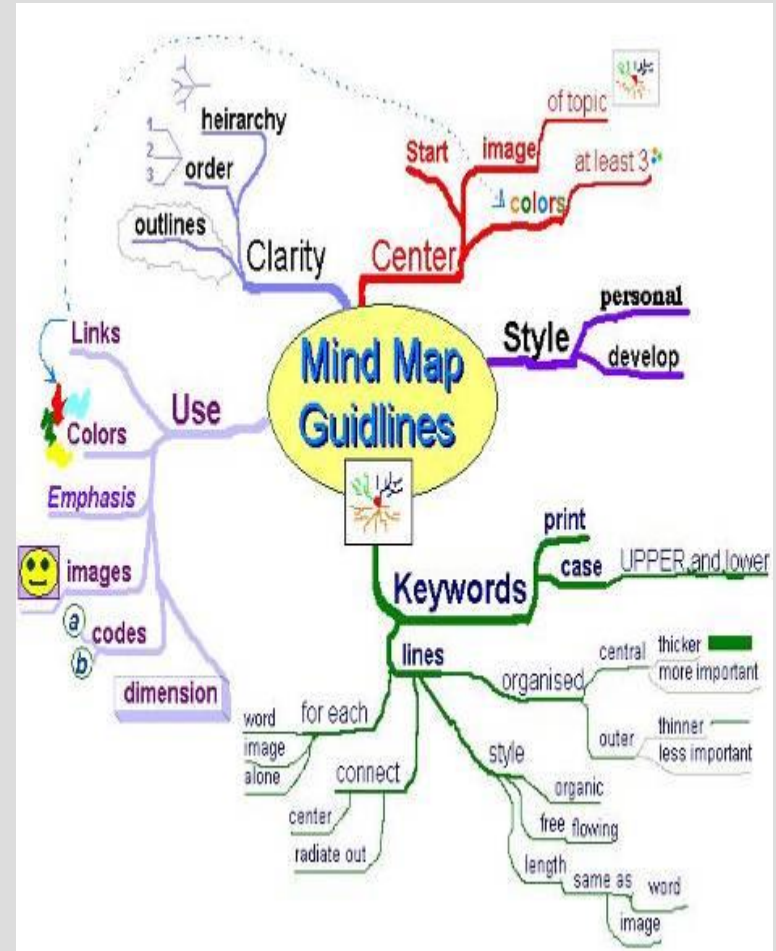 Mind Map
Guidlines
Center
Start
image
of topic
colors
at least 3
Style
personal
develop
Keywords
print
case
UPPER and lower
lines
organised
central
thicker
more important
outer
thinner
less important
style
organic
free flowing
length
same as
word
image
connect
center
radiate out
for each
word
image
alone
Use
Links
Colors
Emphasis
images
codes
a
b
dimension
Clarity
heirarchy
order
1
2
3
outlines